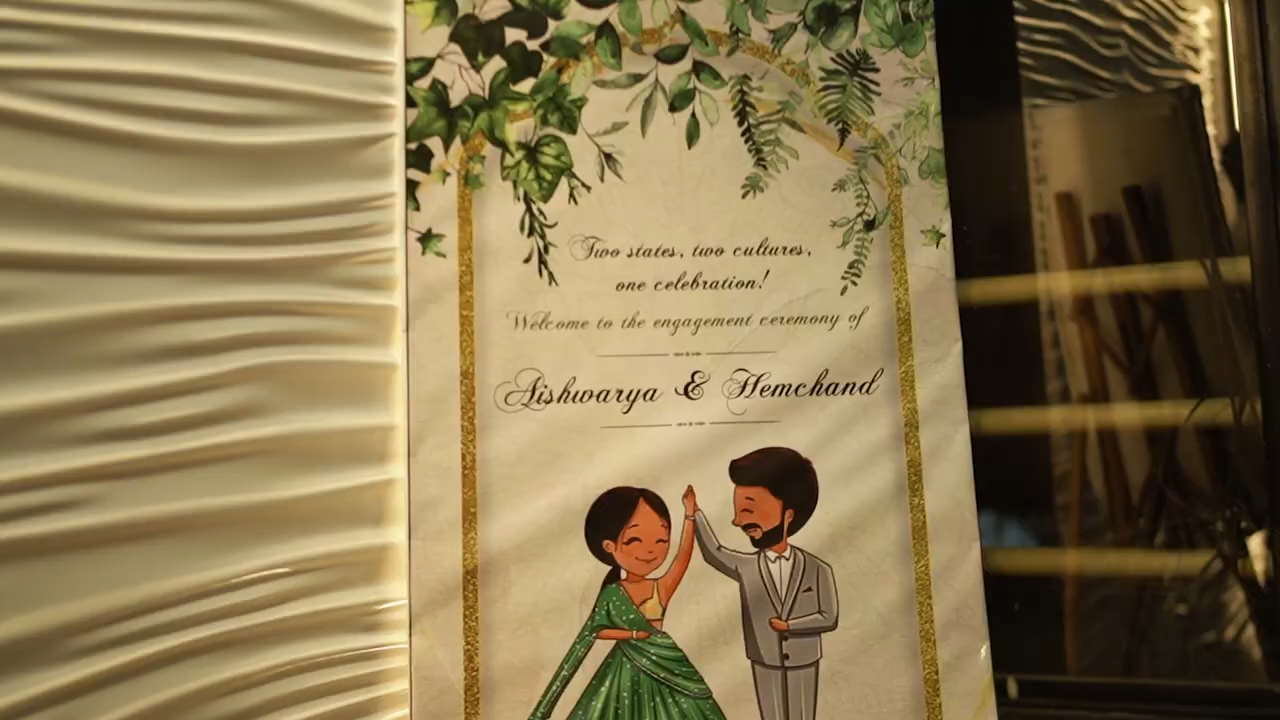 Two states, two cultures,
one celebration!
Welcome to the engagement ceremony of
Aishwarya & Hemchand